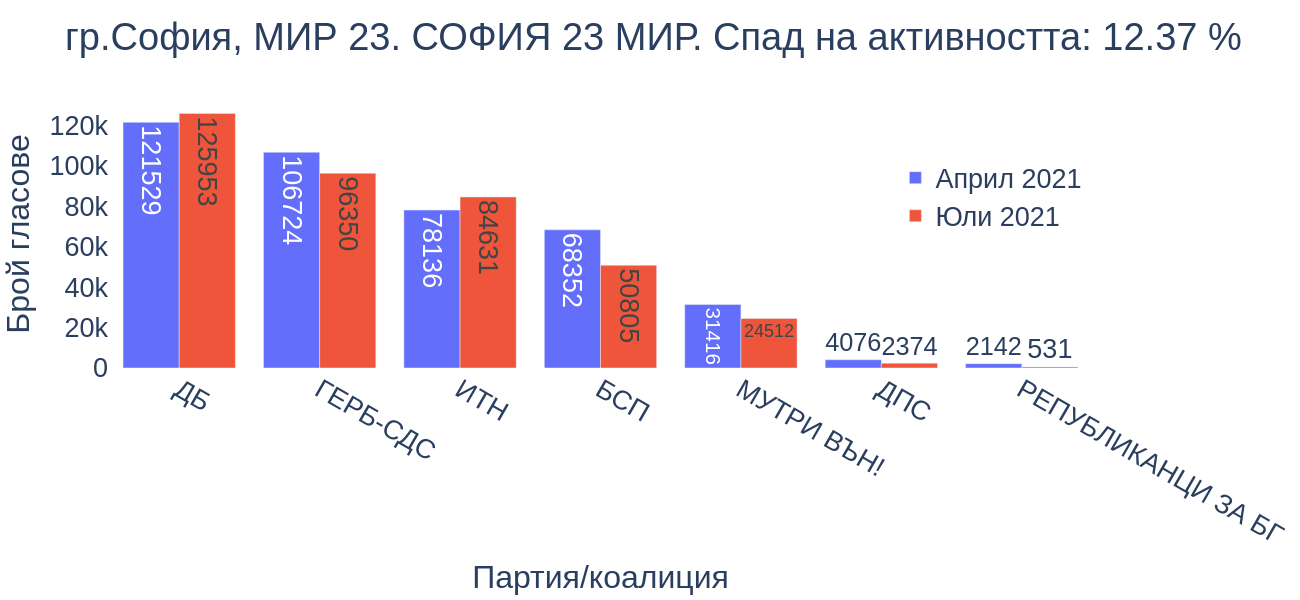 гр.София, МИР 23. СОФИЯ 23 МИР. Спад на активността: 12.37 %
Брой гласове
120k
100k
80k
60k
40k
20k
0
121529
125953
106724
96350
78136
84631
68352
50805
31416
24512
4076
2374
2142
531
Април 2021
Юли 2021
ДБ
ГЕРБ-СДС
ИТН
БСП
МУТРИ ВЪН!
ДПС
РЕПУБЛИКАНЦИ ЗА БГ
Партия/коалиция